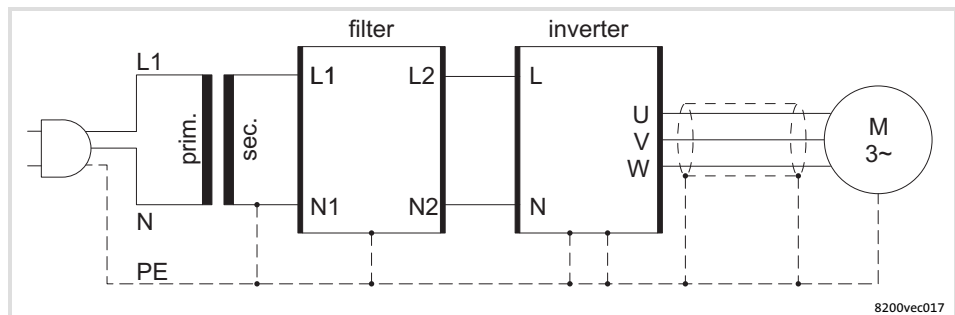 filter
inverter
L1
L1
L2
L
prim.
sec.
U
V
W
M
3~
N
N1
N2
N
PE
8200vec017